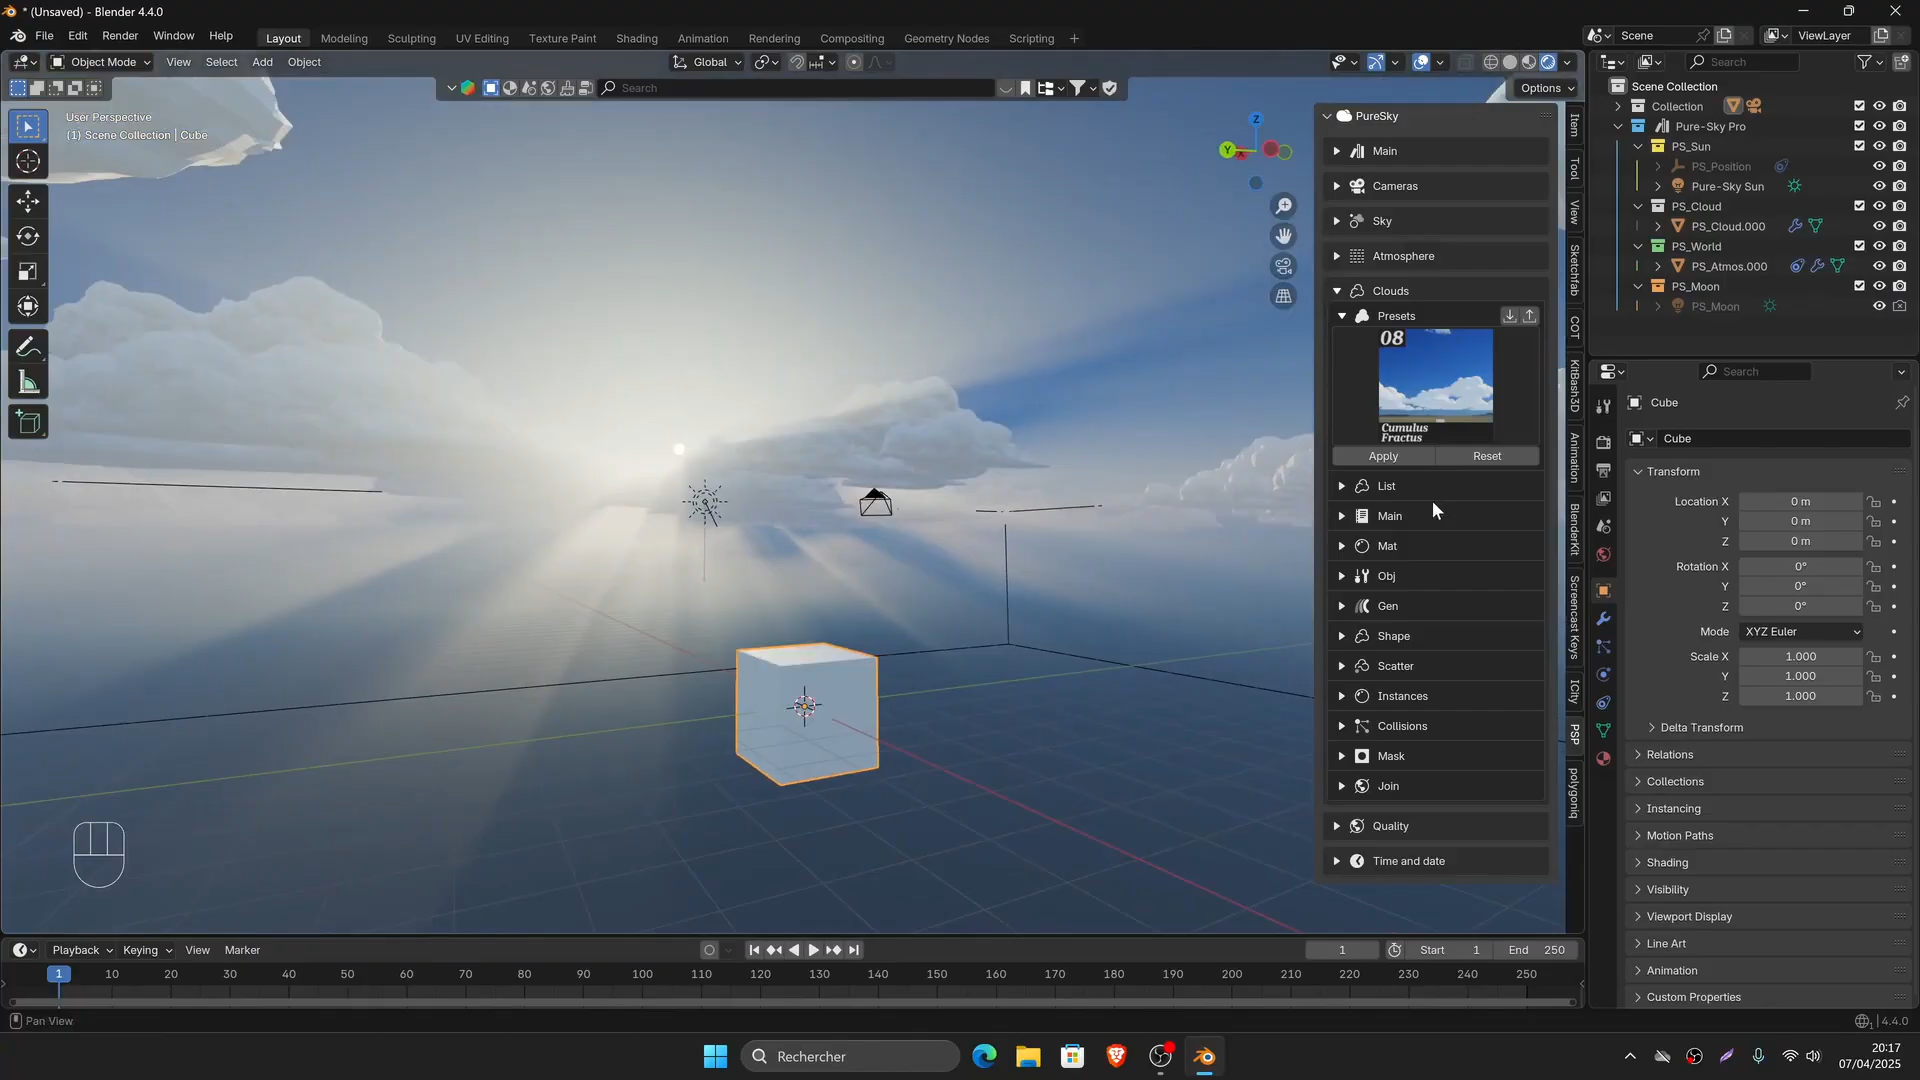 * (Unsaved) - Blender 4.4.0
File Edit Render Window Help Layout Modeling Sculpting UV Editing Texture Paint Shading Animation Rendering Compositing Geometry Nodes Scripting + Scene ViewLayer
Object Mode View Select Add Object Global Search
Search Options
User Perspective
(1) Scene Collection | Cube
Z
Y
X
PureSky
Main
Cameras
Sky
Atmosphere
Clouds
Presets
08
Cumulus
Fractus
Apply Reset
List
Main
Mat
Obj
Gen
Shape
Scatter
Instances
Collisions
Mask
Join
Quality
Time and date
Item
Tool
View
Sketchfab
COT
KitBash3D
Animation
BlenderKit
Screencast Keys
ICity
PSP
polygoniq
Scene Collection
Collection
Pure-Sky Pro
PS_Sun
PS_Position
Pure-Sky Sun
PS_Cloud
PS_Cloud.000
PS_World
PS_Atmos.000
PS_Moon
PS_Moon
Search
Cube
Cube
Transform
Location X 0 m
Y 0 m
Z 0 m
Rotation X 0°
Y 0°
Z 0°
Mode XYZ Euler
Scale X 1.000
Y 1.000
Z 1.000
Delta Transform
Relations
Collections
Instancing
Motion Paths
Shading
Visibility
Viewport Display
Line Art
Animation
Custom Properties
Playback Keying View Marker 1 Start 1 End 250
1 10 20 30 40 50 60 70 80 90 100 110 120 130 140 150 160 170 180 190 200 210 220 230 240 250
Pan View 4.4.0
Rechercher
20:17
07/04/2025